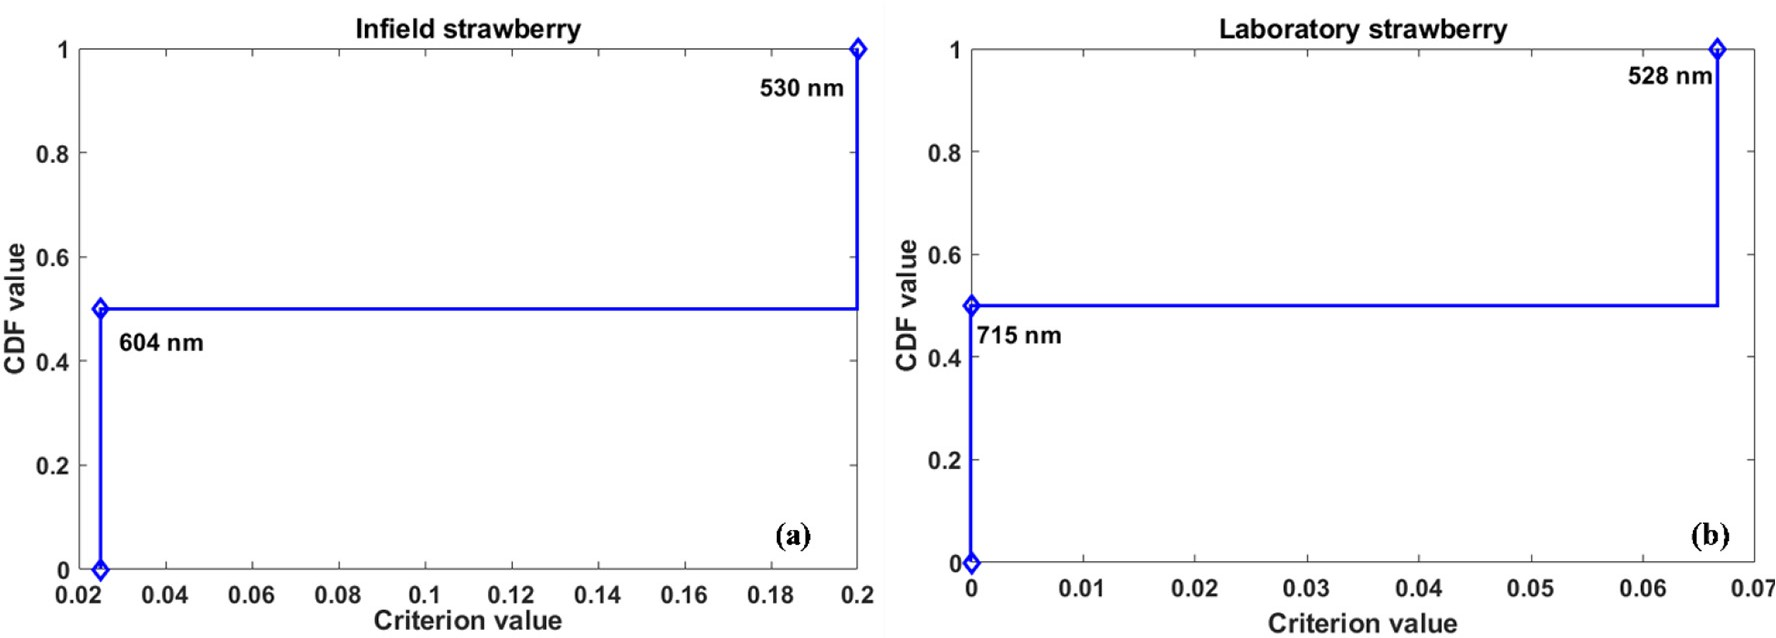 Infield strawberry
1
530 nm
0.8
0.6
CDF value
604 nm
0.4
0.2
(a)
0
0.02 0.04 0.06 0.08 0.1 0.12 0.14 0.16 0.18 0.2
Criterion value
Laboratory strawberry
1
528 nm
0.8
0.6
CDF value
715 nm
0.4
0.2
(b)
0
0 0.01 0.02 0.03 0.04 0.05 0.06 0.07
Criterion value